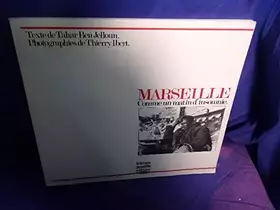 Texte de Tahar Ben Jelloun.
Photographies de Thierry Ibert.
MARSEILLE
Comme un matin d'insomnie.